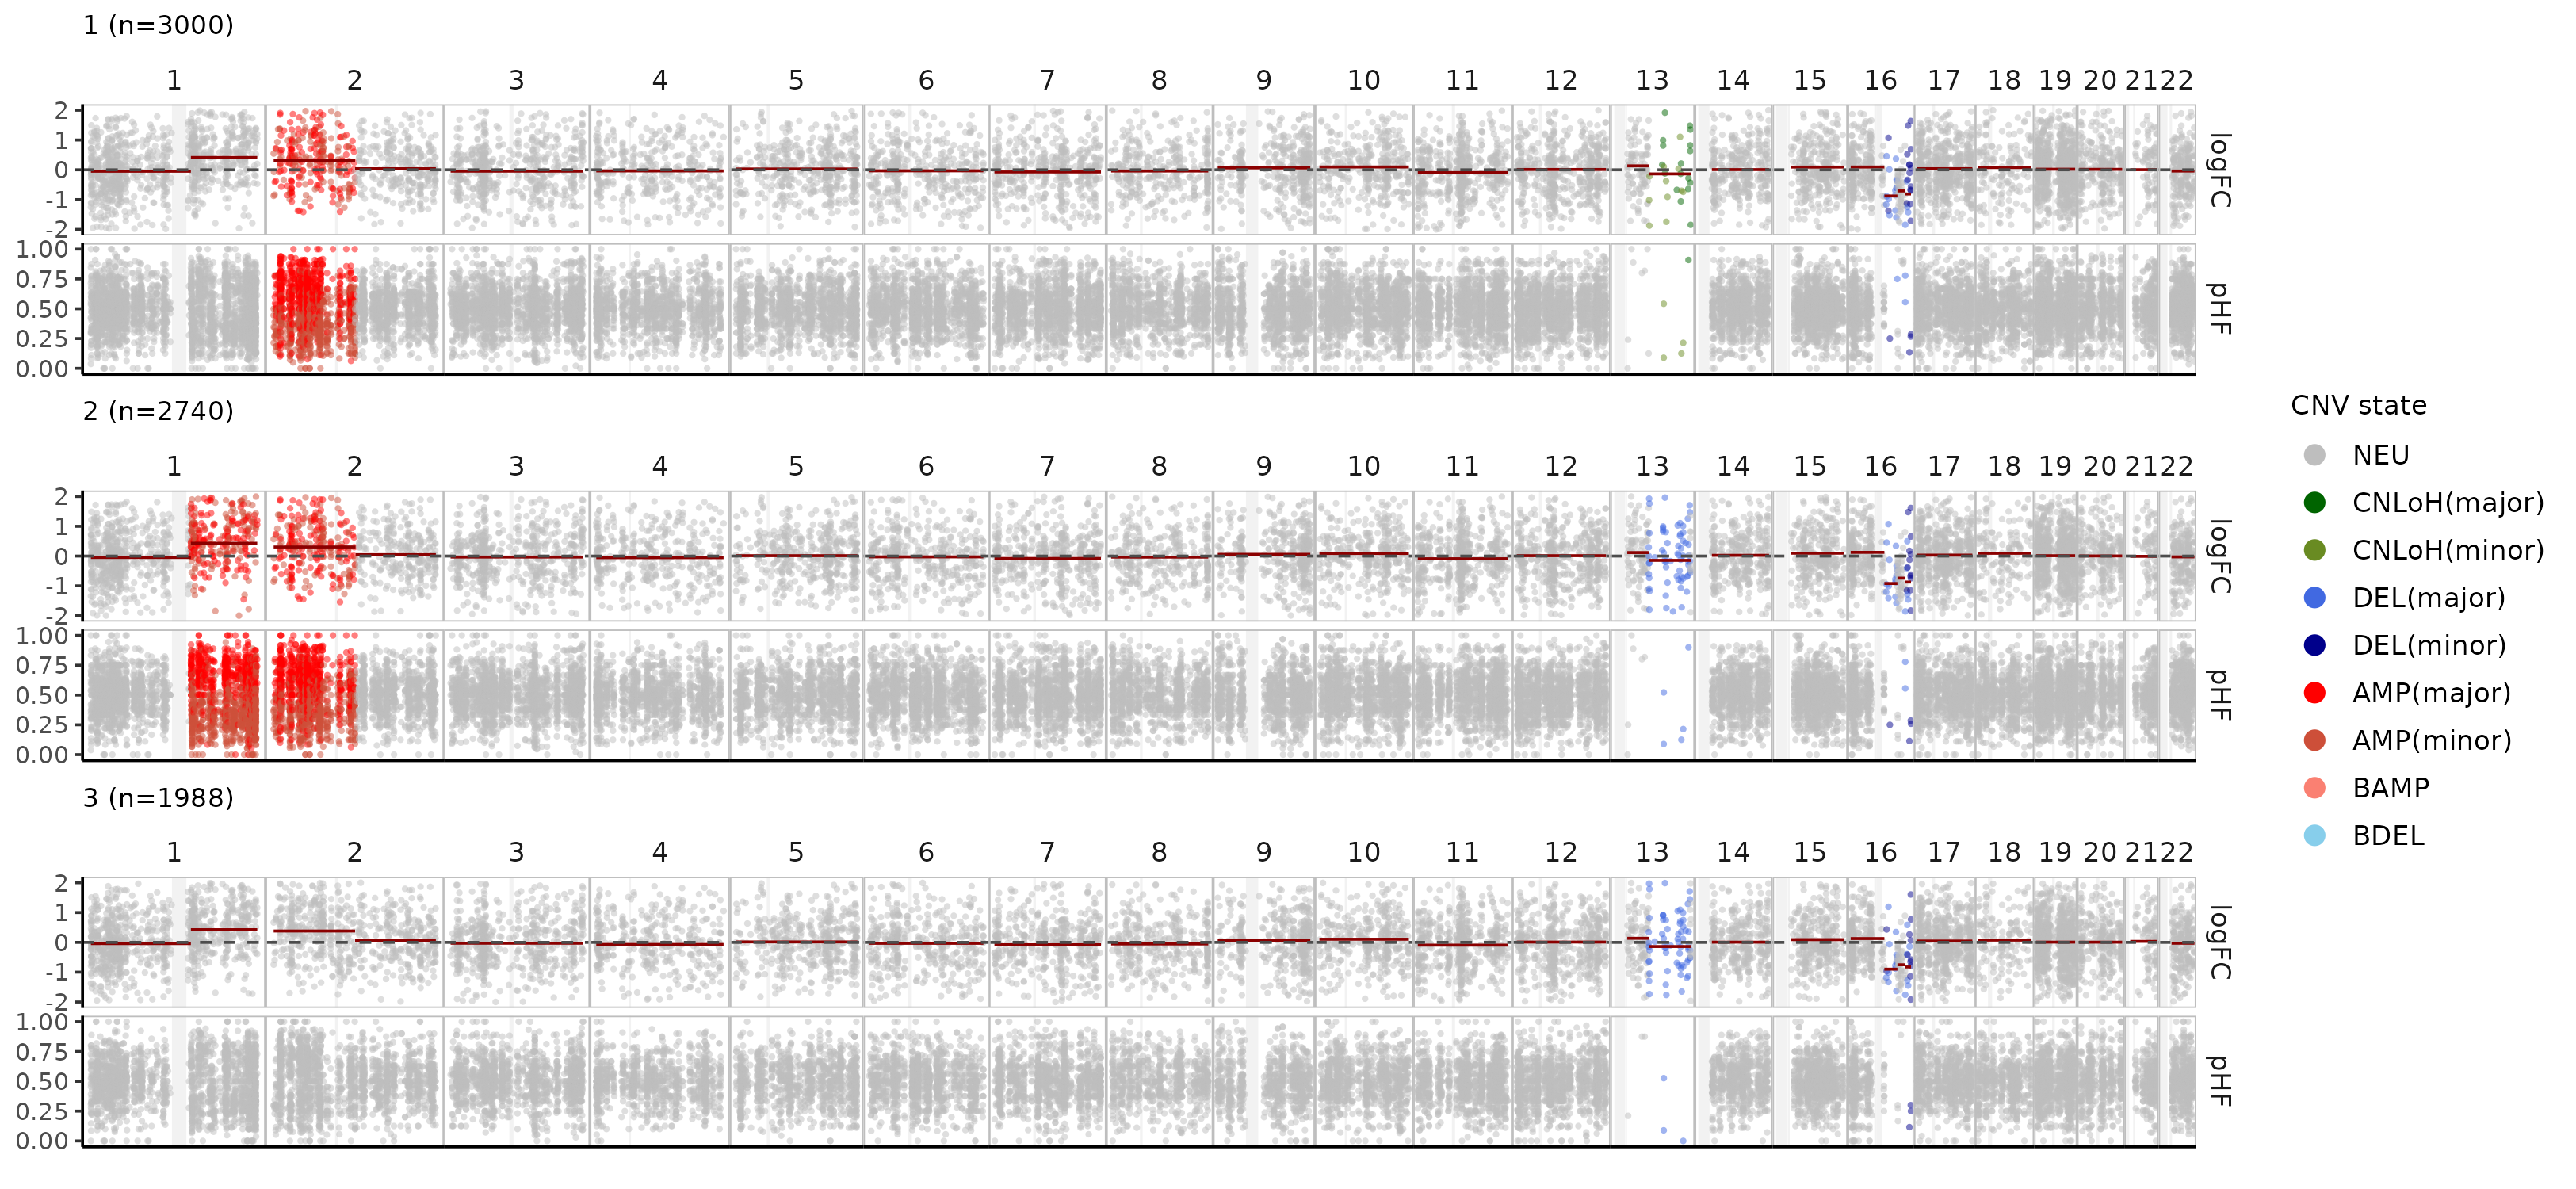 1 (n=3000)
1 2 3 4 5 6 7 8 9 10 11 12 13 14 15 16 17 18 19 20 21 22
2
1
0
-1
-2
logFC
1.00
0.75
0.50
0.25
0.00
pHF
2 (n=2740)
1 2 3 4 5 6 7 8 9 10 11 12 13 14 15 16 17 18 19 20 21 22
2
1
0
-1
-2
logFC
1.00
0.75
0.50
0.25
0.00
pHF
3 (n=1988)
1 2 3 4 5 6 7 8 9 10 11 12 13 14 15 16 17 18 19 20 21 22
2
1
0
-1
-2
logFC
1.00
0.75
0.50
0.25
0.00
pHF
CNV state
NEU
CNLoH(major)
CNLoH(minor)
DEL(major)
DEL(minor)
AMP(major)
AMP(minor)
BAMP
BDEL